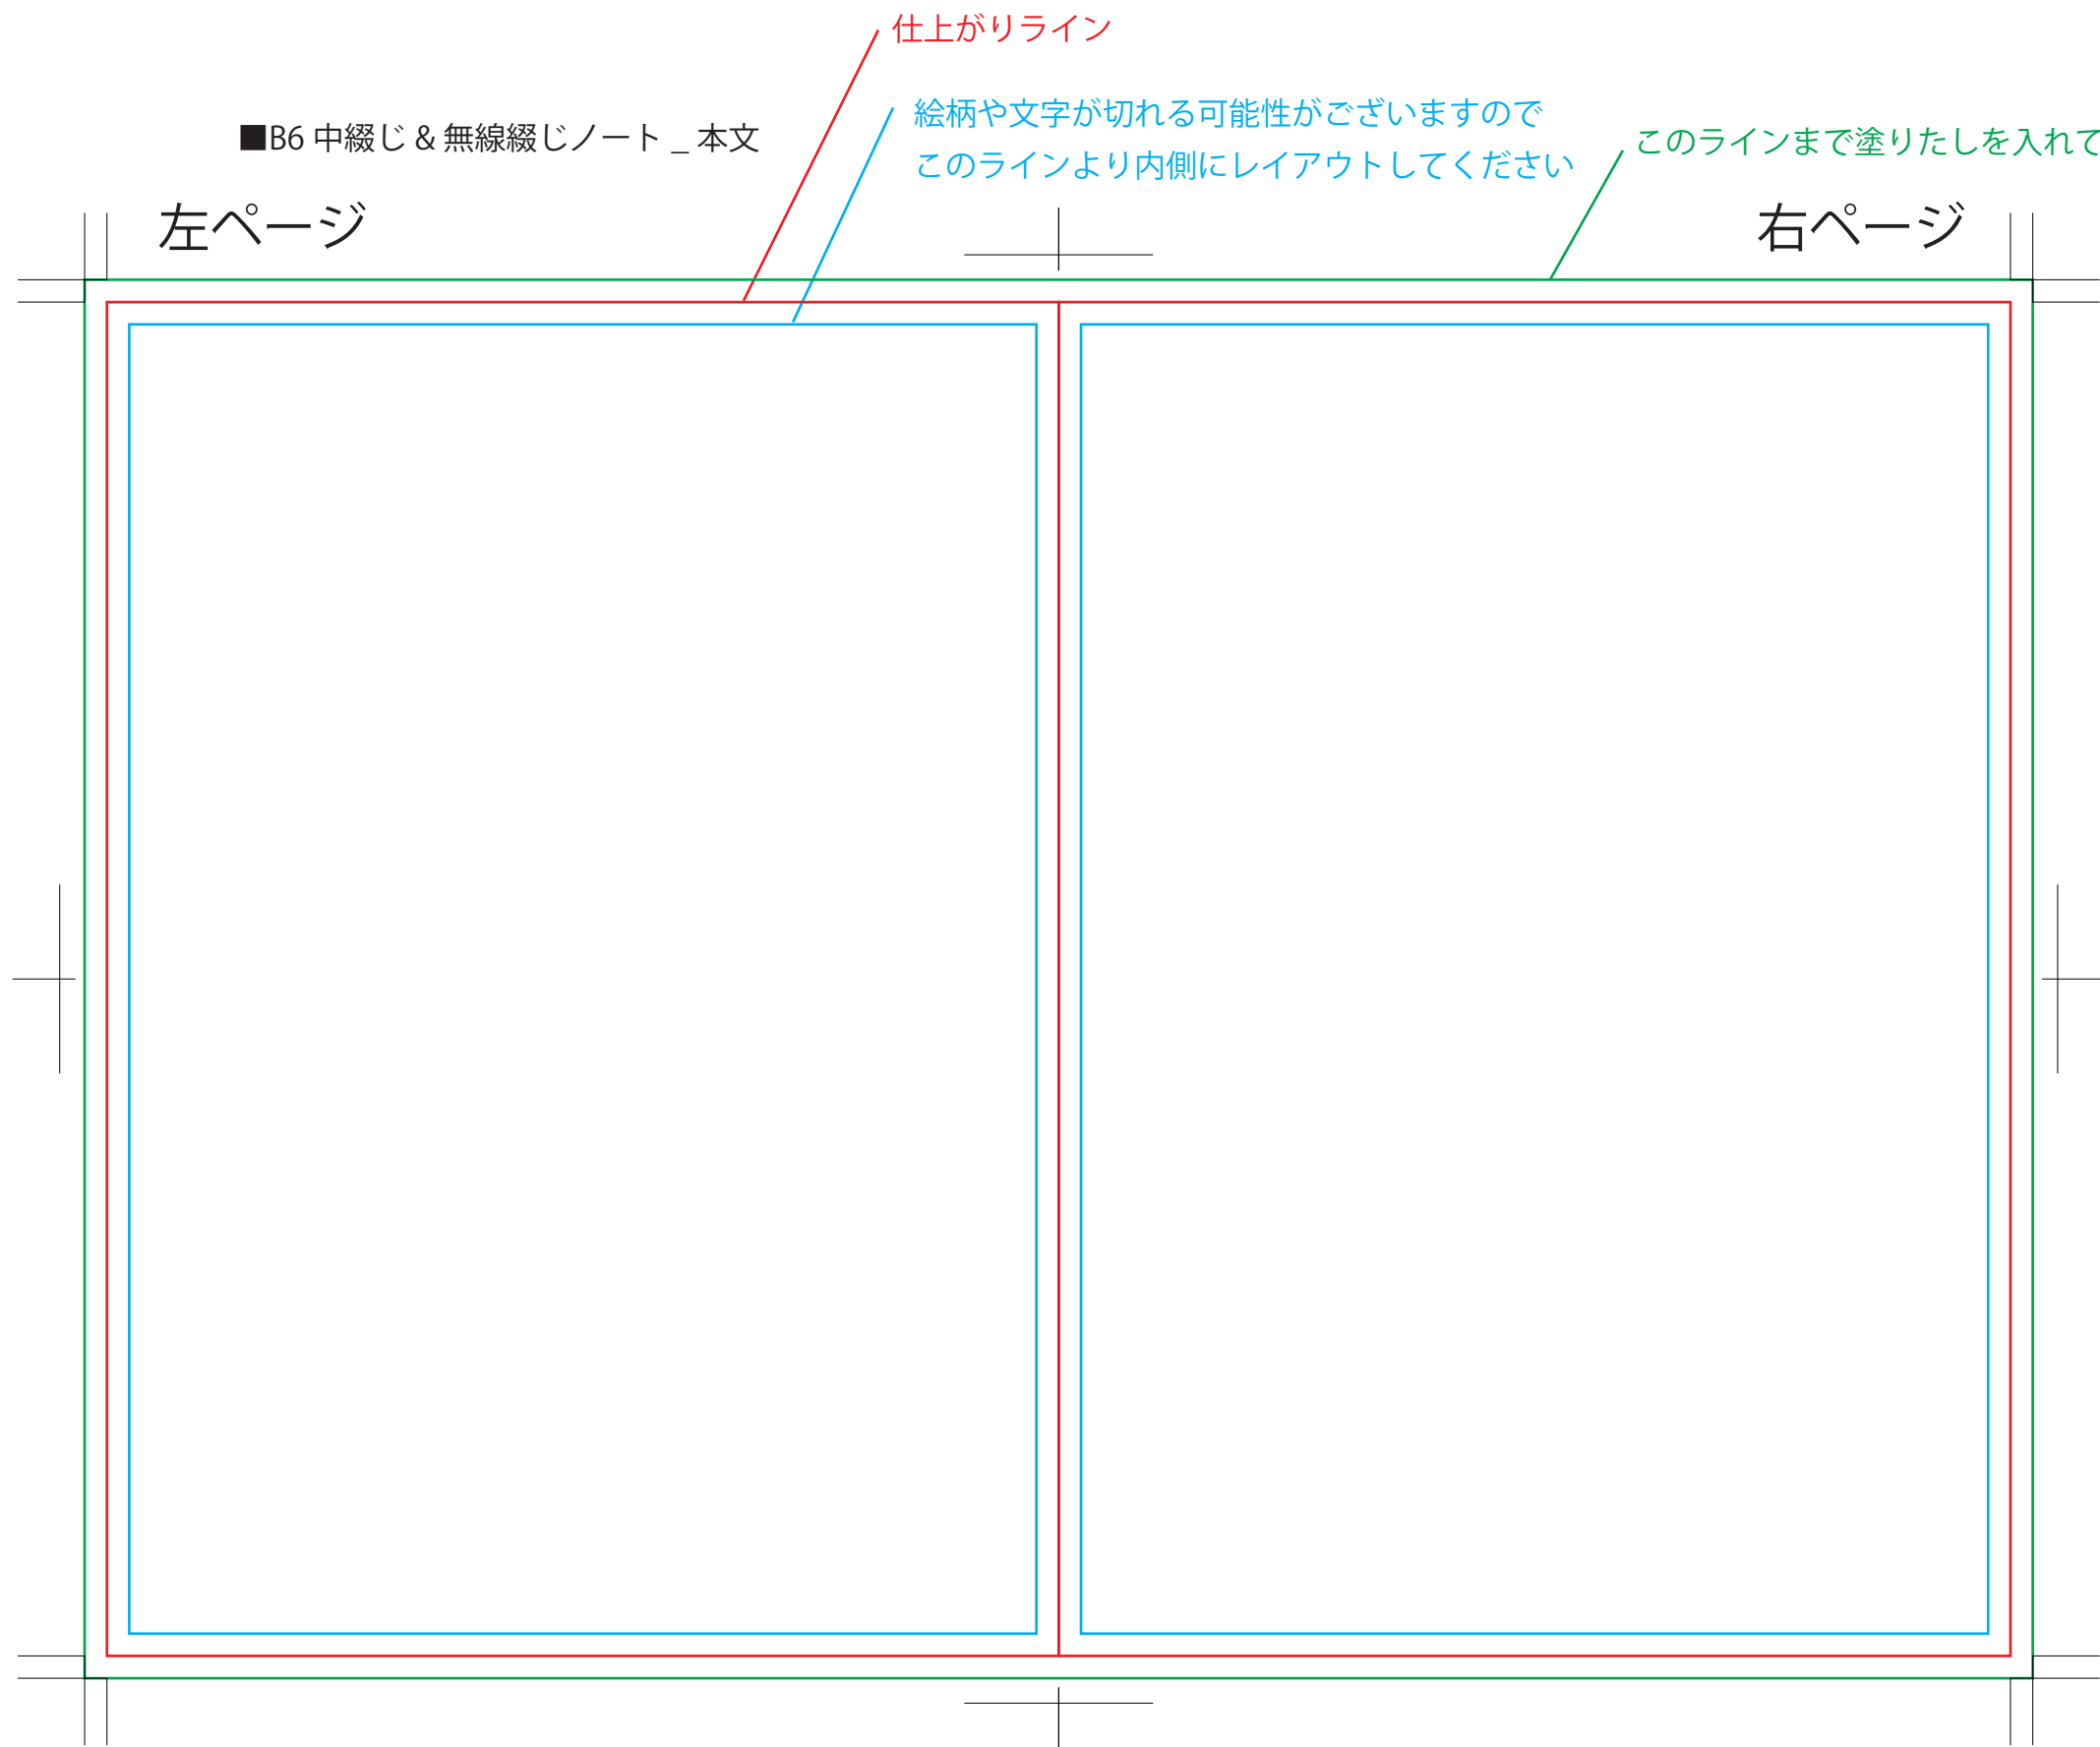 仕上がりライン
絵柄や文字が切れる可能性がございますので
このラインより内側にレイアウトしてください
■B6 中綴じ & 無線綴じノート _ 本文
このラインまで塗りたしを入れて
左ページ
右ページ